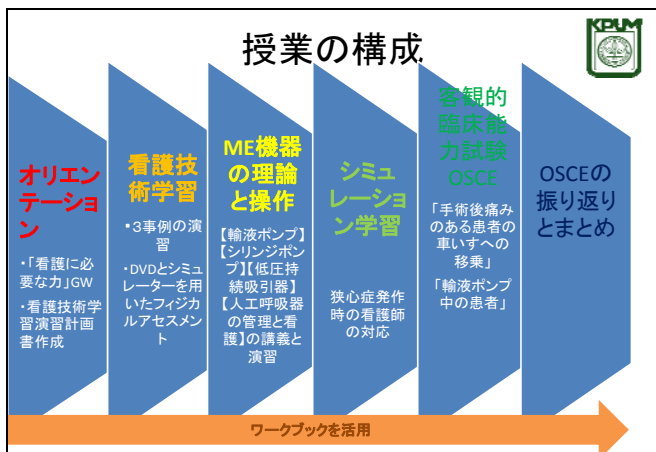 授業の構成
KPUM
オリエン
テーショ
ン
・「看護に必
要な力」GW
・看護技術学
習演習計画
書作成
看護技
術学習
・3事例の演
習
・DVDとシミュ
レーターを用
いたフィジカ
ルアセスメン
ト
ME機器
の理論
と操作
【輸液ポンプ】
【シリンジポン
プ】【低圧持
続吸引器】
【人工呼吸器
の管理と看
護】の講義と
演習
シミュ
レーショ
ン学習
狭心症発作
時の看護師
の対応
客観的
臨床能
力試験
OSCE
「手術後痛み
のある患者の
車いすへの
移乗」
「輸液ポンプ
中の患者」
OSCEの
振り返り
とまとめ
ワークブックを活用